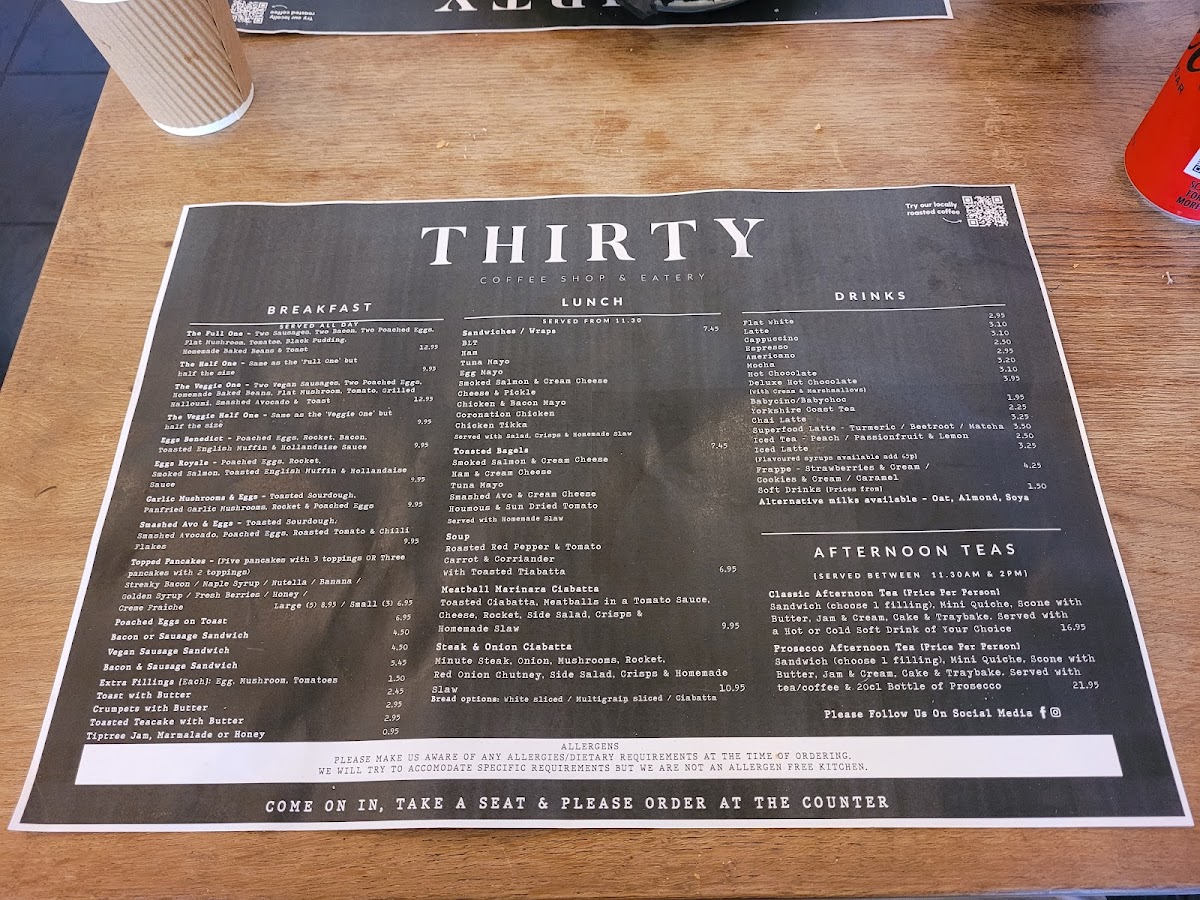 Try our locally
roasted coffee
THIRTY
COFFEE SHOP & EATERY
BREAKFAST
SERVED ALL DAY
The Full One - Two Sausages, Two Bacon, Two Poached Eggs,
Flat Mushroom, Tomatoe, Black Pudding,
Homemade Baked Beans & Toast 12.95
The Half One - Same as the 'Full One' but
half the size 9.95
The Veggie One - Two Vegan Sausages, Two Poached Eggs,
Homemade Baked Beans, Flat Mushroom, Tomato, Grilled
Halloumi, Smashed Avocado & Toast 12.95
The Veggie Half One - Same as the 'Veggie One' but
half the size 9.95
Eggs Benedict - Poached Eggs, Rocket, Bacon,
Toasted English Muffin & Hollandaise Sauce 9.95
Eggs Royale - Poached Eggs, Rocket,
Smoked Salmon, Toasted English Muffin & Hollandaise
Sauce 9.95
Garlic Mushrooms & Eggs - Toasted Sourdough,
Panfried Garlic Mushrooms, Rocket & Poached Eggs 9.95
Smashed Avo & Eggs - Toasted Sourdough,
Smashed Avocado, Poached Eggs, Roasted Tomato & Chilli
Flakes 9.95
Topped Pancakes - (Five pancakes with 3 toppings OR Three
pancakes with 2 toppings)
Streaky Bacon / Maple Syrup / Nutella / Banana /
Golden Syrup / Fresh Berries / Honey /
Creme Fraîche Large (5) 8.95 / Small (3) 6.95
Poached Eggs on Toast 6.95
Bacon or Sausage Sandwich 4.50
Vegan Sausage Sandwich 4.50
Bacon & Sausage Sandwich 5.45
Extra Fillings (Each): Egg, Mushroom, Tomatoes 1.50
Toast with Butter 2.45
Crumpets with Butter 2.95
Toasted Teacake with Butter 2.95
Tiptree Jam, Marmalade or Honey 0.95
LUNCH
SERVED FROM 11.30
Sandwiches / Wraps 7.45
BLT
Ham
Tuna Mayo
Egg Mayo
Smoked Salmon & Cream Cheese
Cheese & Pickle
Chicken & Bacon Mayo
Coronation Chicken
Chicken Tikka
Served with Salad, Crisps & Homemade Slaw
Toasted Bagels 7.45
Smoked Salmon & Cream Cheese
Ham & Cream Cheese
Tuna Mayo
Smashed Avo & Cream Cheese
Houmous & Sun Dried Tomato
Served with Homemade Slaw
Soup
Roasted Red Pepper & Tomato
Carrot & Corriander
with Toasted Tiabatta 6.95
Meatball Marinara Ciabatta
Toasted Ciabatta, Meatballs in a Tomato Sauce,
Cheese, Rocket, Side Salad, Crisps &
Homemade Slaw 9.95
Steak & Onion Ciabatta
Minute Steak, Onion, Mushrooms, Rocket,
Red Onion Chutney, Side Salad, Crisps & Homemade
Slaw 10.95
Bread options: White sliced / Multigrain sliced / Ciabatta
DRINKS
Flat White 2.95
Latte 3.10
Cappuccino 3.10
Espresso 2.50
Americano 2.95
Mocha 3.20
Hot Chocolate 3.10
Deluxe Hot Chocolate 3.95
(with Cream & Marshmallows)
Babycino/Babychoc 1.95
Yorkshire Coast Tea 2.25
Chai Latte 3.25
Superfood Latte - Turmeric / Beetroot / Matcha 3.50
Iced Tea - Peach / Passionfruit & Lemon 2.50
Iced Latte 3.25
(Flavoured syrups available add 45p)
Frappe - Strawberries & Cream / 4.25
Cookies & Cream / Caramel
Soft Drinks (Prices from) 1.50
Alternative milks available - Oat, Almond, Soya
AFTERNOON TEAS
(SERVED BETWEEN 11.30AM & 2PM)
Classic Afternoon Tea (Price Per Person)
Sandwich (choose 1 filling), Mini Quiche, Scone with
Butter, Jam & Cream, Cake & Traybake. Served with
a Hot or Cold Soft Drink of Your Choice 16.95
Prosecco Afternoon Tea (Price Per Person)
Sandwich (choose 1 filling), Mini Quiche, Scone with
Butter, Jam & Cream, Cake & Traybake. Served with
tea/coffee & 20cl Bottle of Prosecco 21.95
Please Follow Us On Social Media
ALLERGENS
PLEASE MAKE US AWARE OF ANY ALLERGIES/DIETARY REQUIREMENTS AT THE TIME OF ORDERING.
WE WILL TRY TO ACCOMODATE SPECIFIC REQUIREMENTS BUT WE ARE NOT AN ALLERGEN FREE KITCHEN.
COME ON IN, TAKE A SEAT & PLEASE ORDER AT THE COUNTER
Try our locally
roasted coffee